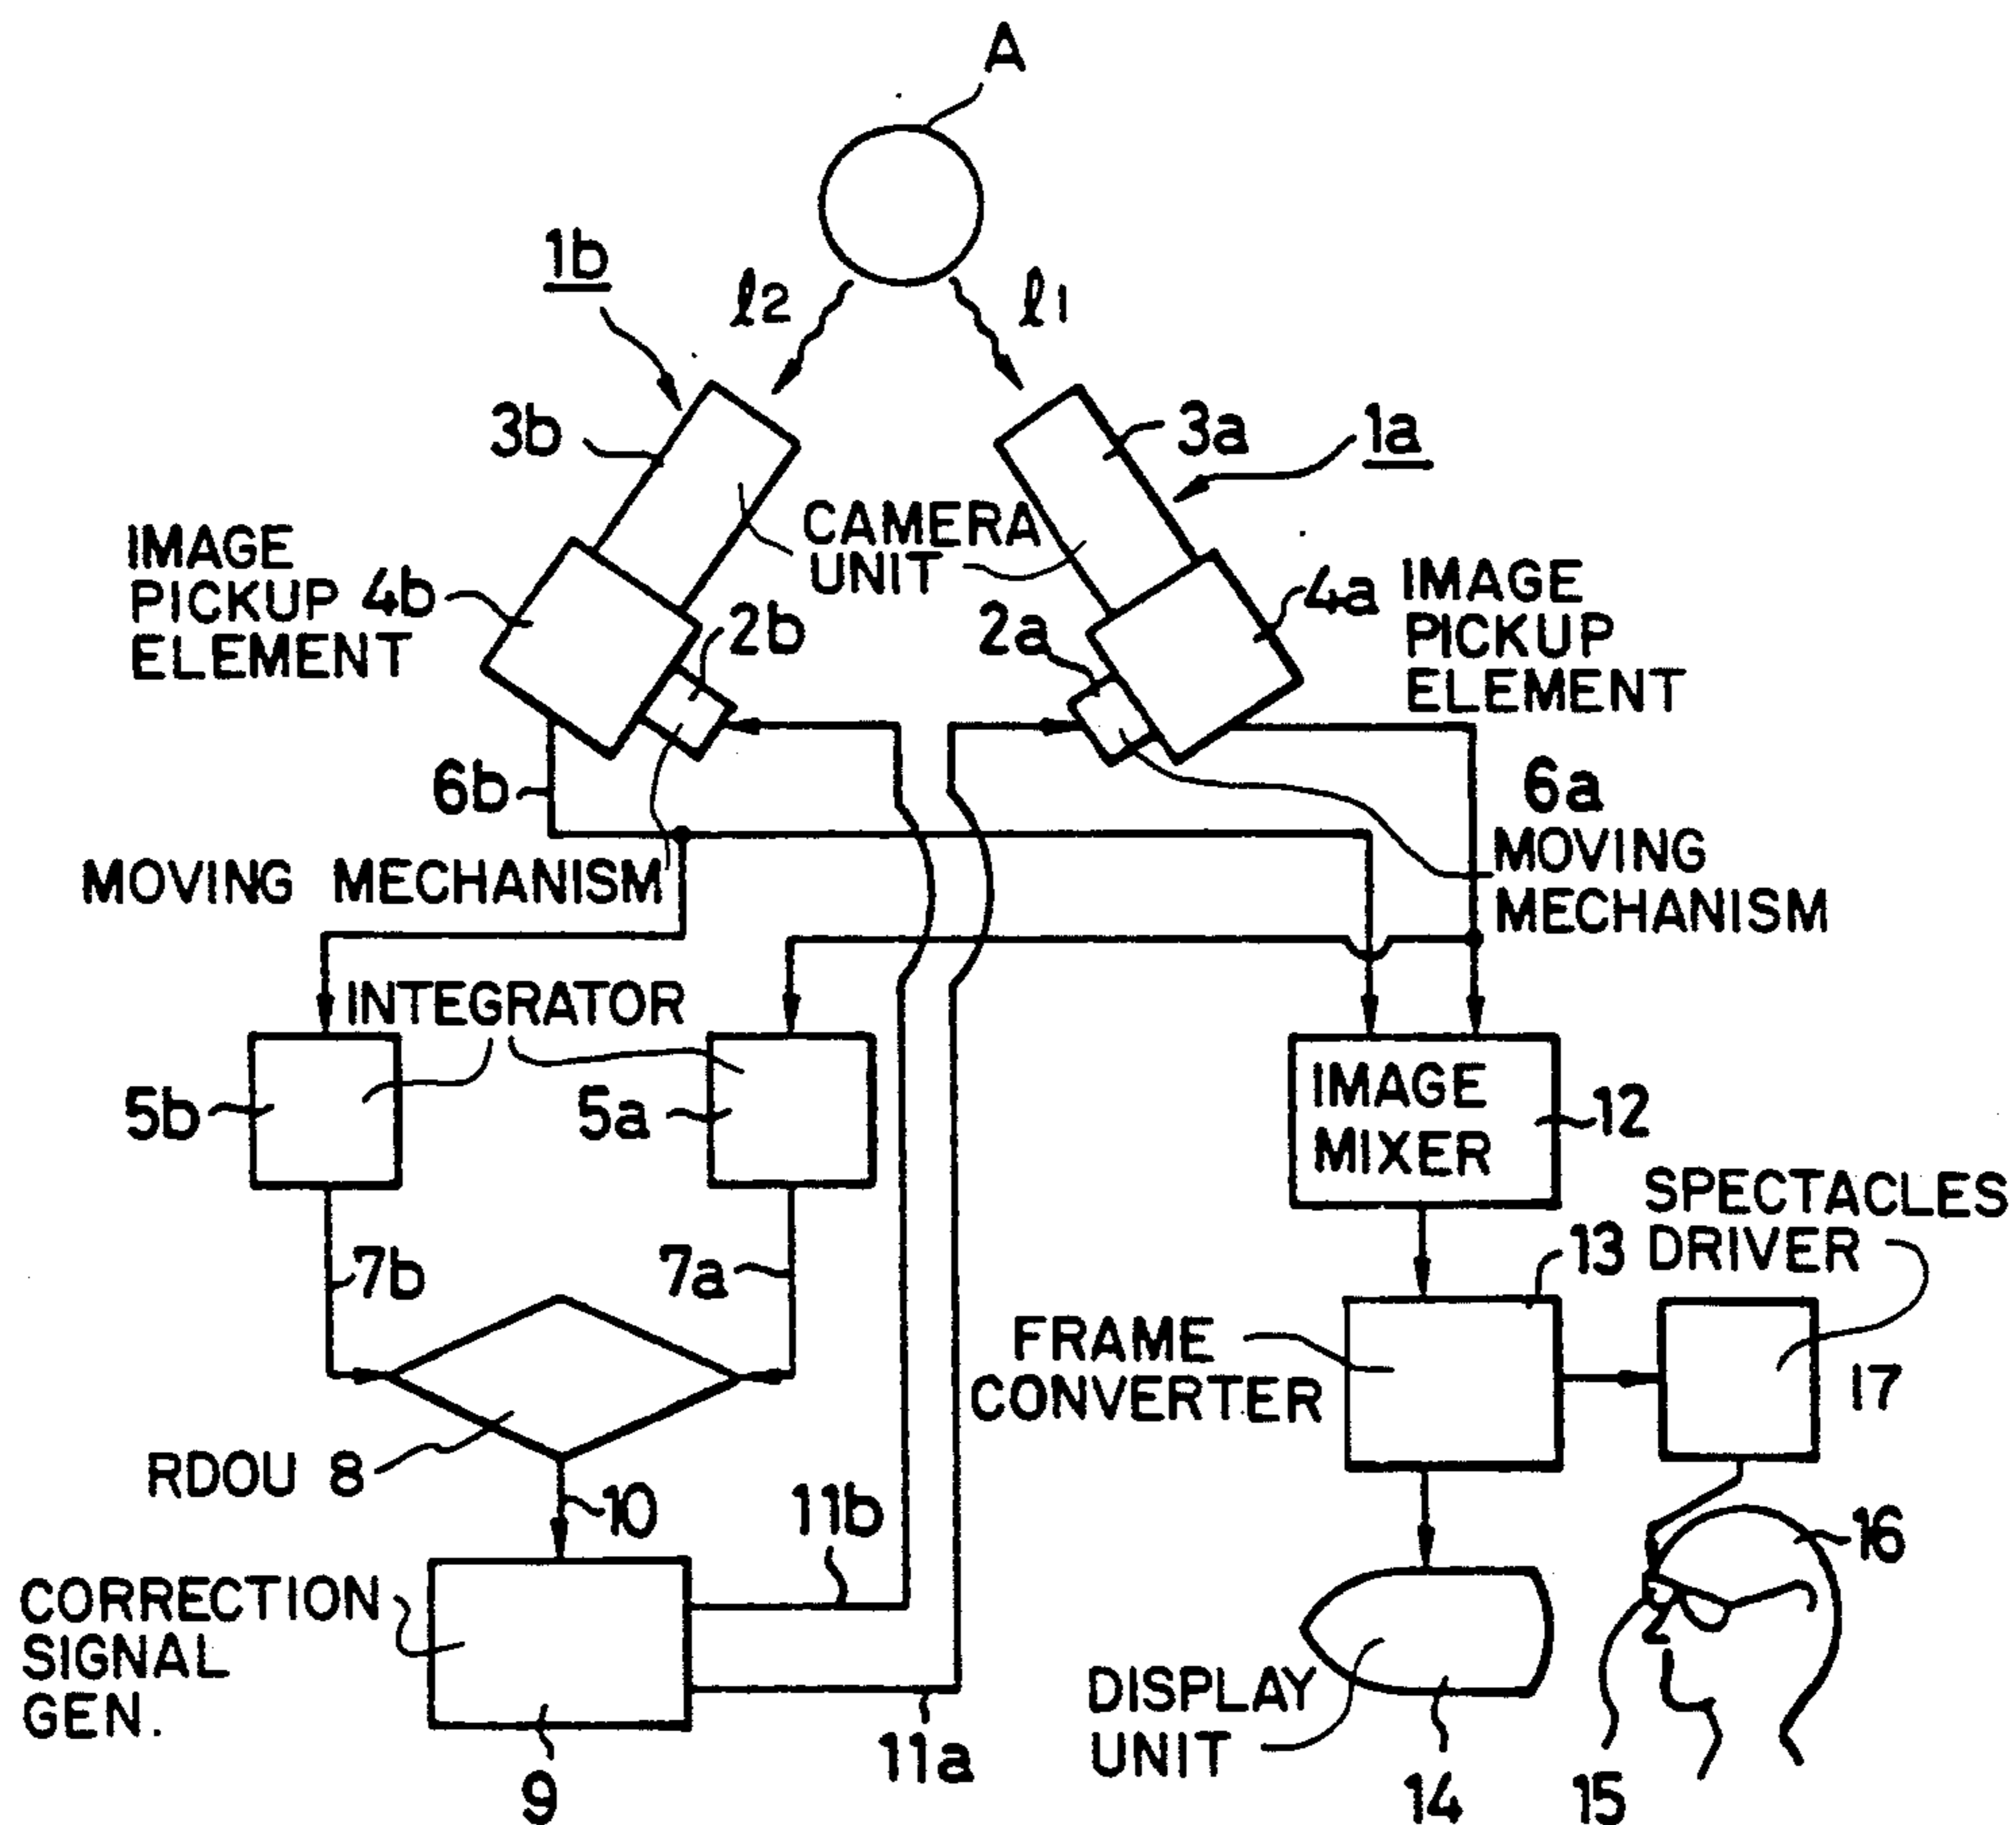 A
1b
ℓ2
ℓ1
3b
3a
1a
CAMERA
UNIT
IMAGE
PICKUP 4b
ELEMENT
2b
2a
4a IMAGE
PICKUP
ELEMENT
6b
6a
MOVING MECHANISM
MOVING
MECHANISM
INTEGRATOR
5b
5a
IMAGE
MIXER
12
SPECTACLES
DRIVER
13
7b
7a
FRAME
CONVERTER
17
RDOU 8
10
11b
16
CORRECTION
SIGNAL
GEN.
DISPLAY
UNIT
11a
9
14
15